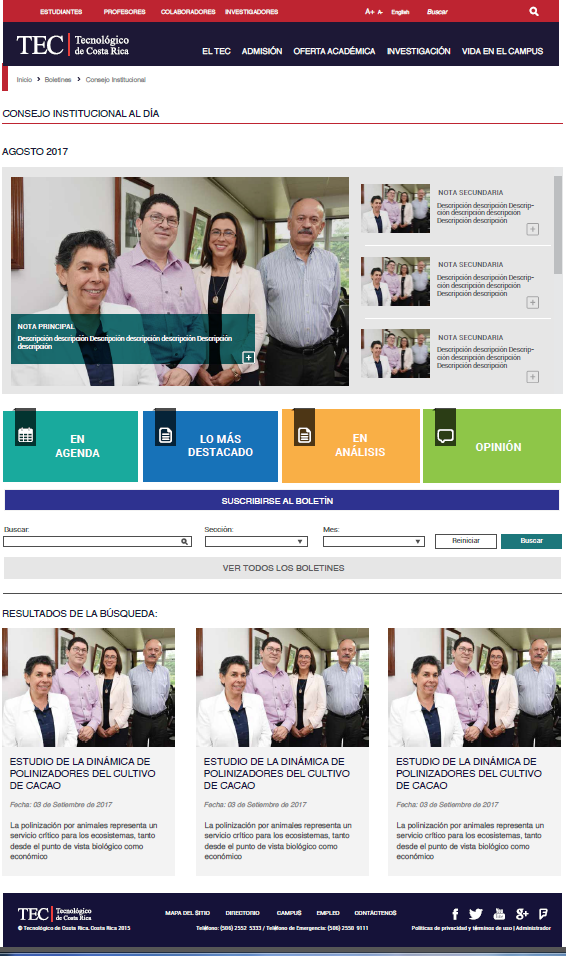 ESTUDIANTES PROFESORES COLABORADORES INVESTIGADORES A+ A- English Buscar
TEC Tecnológico
de Costa Rica
EL TEC ADMISIÓN OFERTA ACADÉMICA INVESTIGACIÓN VIDA EN EL CAMPUS
Inicio > Boletines > Consejo Institucional
CONSEJO INSTITUCIONAL AL DÍA
AGOSTO 2017
NOTA PRINCIPAL
Descripción descripción Descripción descripción descripción Descripción
descripción
NOTA SECUNDARIA
Descripción descripción Descrip-
ción descripción descripción
Descripción descripción
NOTA SECUNDARIA
Descripción descripción Descrip-
ción descripción descripción
Descripción descripción
NOTA SECUNDARIA
Descripción descripción Descrip-
ción descripción descripción
Descripción descripción
EN
AGENDA
LO MÁS
DESTACADO
EN
ANÁLISIS
OPINIÓN
SUSCRIBIRSE AL BOLETÍN
Buscar: Sección: Mes:
Reiniciar Buscar
VER TODOS LOS BOLETINES
RESULTADOS DE LA BÚSQUEDA:
ESTUDIO DE LA DINÁMICA DE
POLINIZADORES DEL CULTIVO
DE CACAO
Fecha: 03 de Setiembre de 2017
La polinización por animales representa un
servicio crítico para los ecosistemas, tanto
desde el punto de vista biológico como
económico
ESTUDIO DE LA DINÁMICA DE
POLINIZADORES DEL CULTIVO
DE CACAO
Fecha: 03 de Setiembre de 2017
La polinización por animales representa un
servicio crítico para los ecosistemas, tanto
desde el punto de vista biológico como
económico
ESTUDIO DE LA DINÁMICA DE
POLINIZADORES DEL CULTIVO
DE CACAO
Fecha: 03 de Setiembre de 2017
La polinización por animales representa un
servicio crítico para los ecosistemas, tanto
desde el punto de vista biológico como
económico
TEC Tecnológico
de Costa Rica
MAPA DEL SITIO DIRECTORIO CAMPUS EMPLEO CONTÁCTENOS
© Tecnológico de Costa Rica. Costa Rica 2015 Teléfono: (506) 2552 5333 / Teléfono de Emergencia: (506) 2550 9111 Políticas de privacidad y términos de uso | Administrador